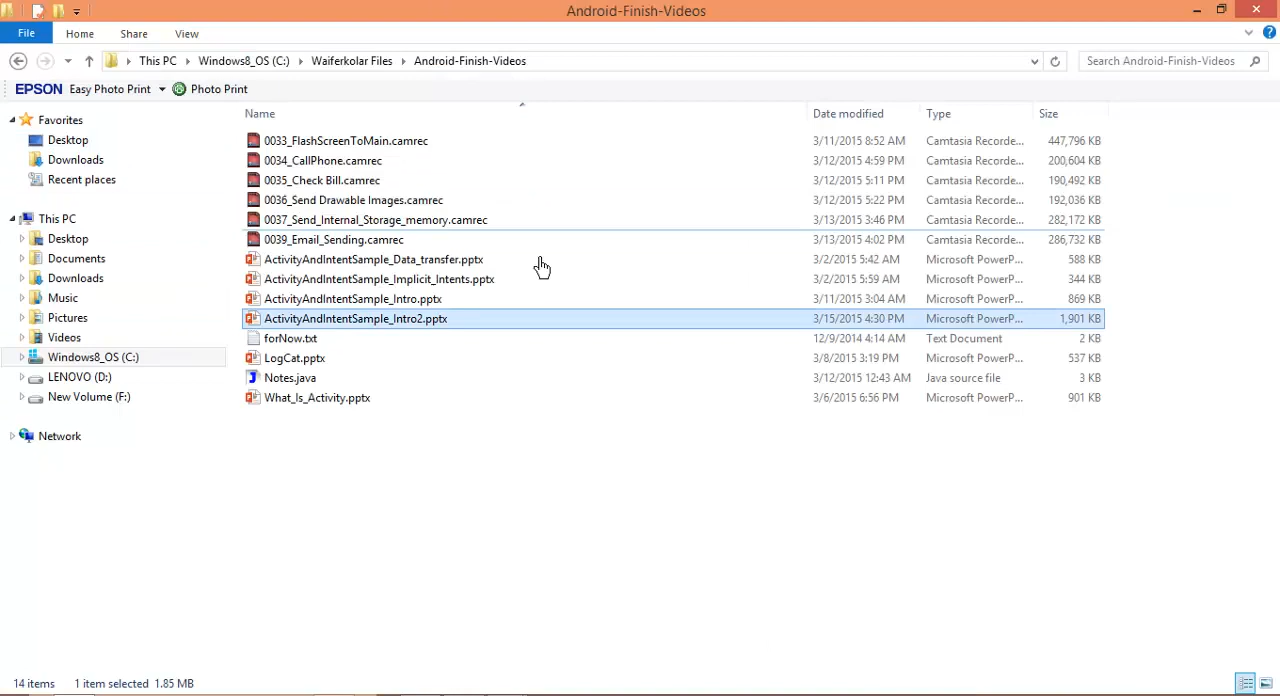 Android-Finish-Videos
File Home Share View
This PC Windows8_OS (C:) Waiferkolar Files Android-Finish-Videos Search Android-Finish-Videos
EPSON Easy Photo Print Photo Print
Name Date modified Type Size
Favorites
Desktop
Downloads
Recent places
This PC
Desktop
Documents
Downloads
Music
Pictures
Videos
Windows8_OS (C:)
LENOVO (D:)
New Volume (F:)
Network
0033_FlashScreenToMain.camrec 3/11/2015 8:52 AM Camtasia Recorde... 447,796 KB
0034_CallPhone.camrec 3/12/2015 4:59 PM Camtasia Recorde... 200,604 KB
0035_Check Bill.camrec 3/12/2015 5:11 PM Camtasia Recorde... 190,492 KB
0036_Send Drawable Images.camrec 3/12/2015 5:22 PM Camtasia Recorde... 192,036 KB
0037_Send_Internal_Storage_memory.camrec 3/13/2015 3:46 PM Camtasia Recorde... 282,172 KB
0039_Email_Sending.camrec 3/13/2015 4:02 PM Camtasia Recorde... 286,732 KB
ActivityAndIntentSample_Data_transfer.pptx 3/2/2015 5:42 AM Microsoft PowerP... 588 KB
ActivityAndIntentSample_Implicit_Intents.pptx 3/2/2015 5:59 AM Microsoft PowerP... 344 KB
ActivityAndIntentSample_Intro.pptx 3/11/2015 3:04 AM Microsoft PowerP... 869 KB
ActivityAndIntentSample_Intro2.pptx 3/15/2015 4:30 PM Microsoft PowerP... 1,901 KB
forNow.txt 12/9/2014 4:14 AM Text Document 2 KB
LogCat.pptx 3/8/2015 3:19 PM Microsoft PowerP... 537 KB
Notes.java 3/12/2015 12:43 AM Java source file 3 KB
What_Is_Activity.pptx 3/6/2015 6:56 PM Microsoft PowerP... 901 KB
14 items 1 item selected 1.85 MB